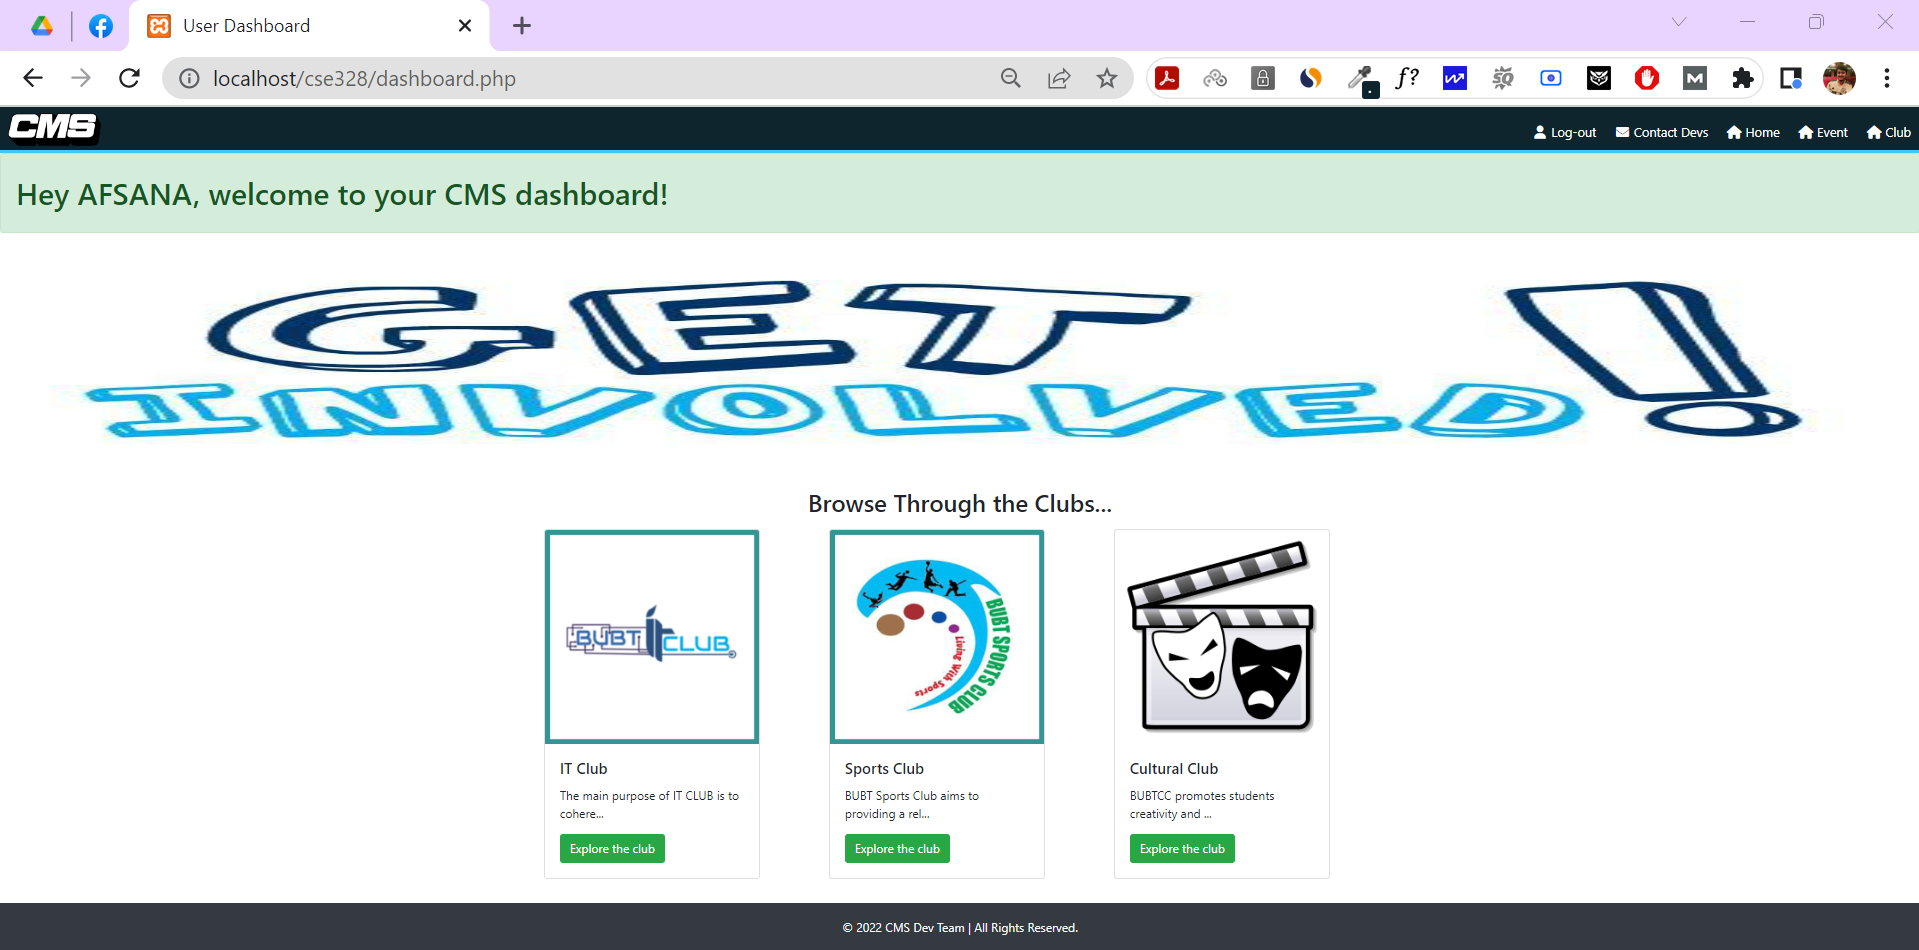 User Dashboard
localhost/cse328/dashboard.php
f?
CMS
Log-out Contact Devs Home Event Club
Hey AFSANA, welcome to your CMS dashboard!
GET !
INVOLVED
Browse Through the Clubs...
BUBT it CLUB
BUBT SPORTS CLUB
Living With Sports
IT Club
The main purpose of IT CLUB is to
cohere...
Explore the club
Sports Club
BUBT Sports Club aims to
providing a rel...
Explore the club
Cultural Club
BUBTCC promotes students
creativity and ...
Explore the club
© 2022 CMS Dev Team | All Rights Reserved.